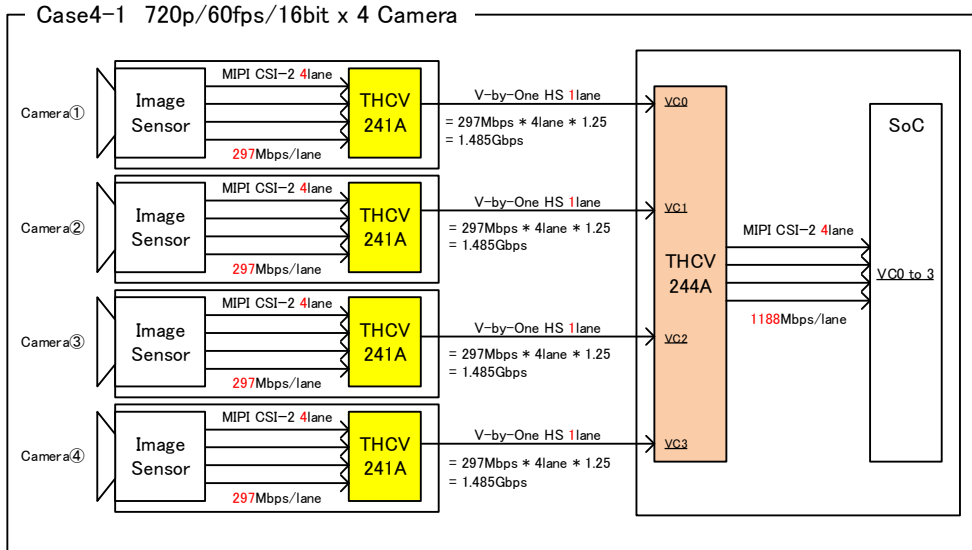 Case4-1 720p/60fps/16bit x 4 Camera
Camera①
Image
Sensor
MIPI CSI-2 4lane
297Mbps/lane
THCV
241A
V-by-One HS 1lane
= 297Mbps * 4lane * 1.25
= 1.485Gbps
VC0
Camera②
Image
Sensor
MIPI CSI-2 4lane
297Mbps/lane
THCV
241A
V-by-One HS 1lane
= 297Mbps * 4lane * 1.25
= 1.485Gbps
VC1
Camera③
Image
Sensor
MIPI CSI-2 4lane
297Mbps/lane
THCV
241A
V-by-One HS 1lane
= 297Mbps * 4lane * 1.25
= 1.485Gbps
VC2
Camera④
Image
Sensor
MIPI CSI-2 4lane
297Mbps/lane
THCV
241A
V-by-One HS 1lane
= 297Mbps * 4lane * 1.25
= 1.485Gbps
VC3
THCV
244A
MIPI CSI-2 4lane
1188Mbps/lane
SoC
VC0 to 3